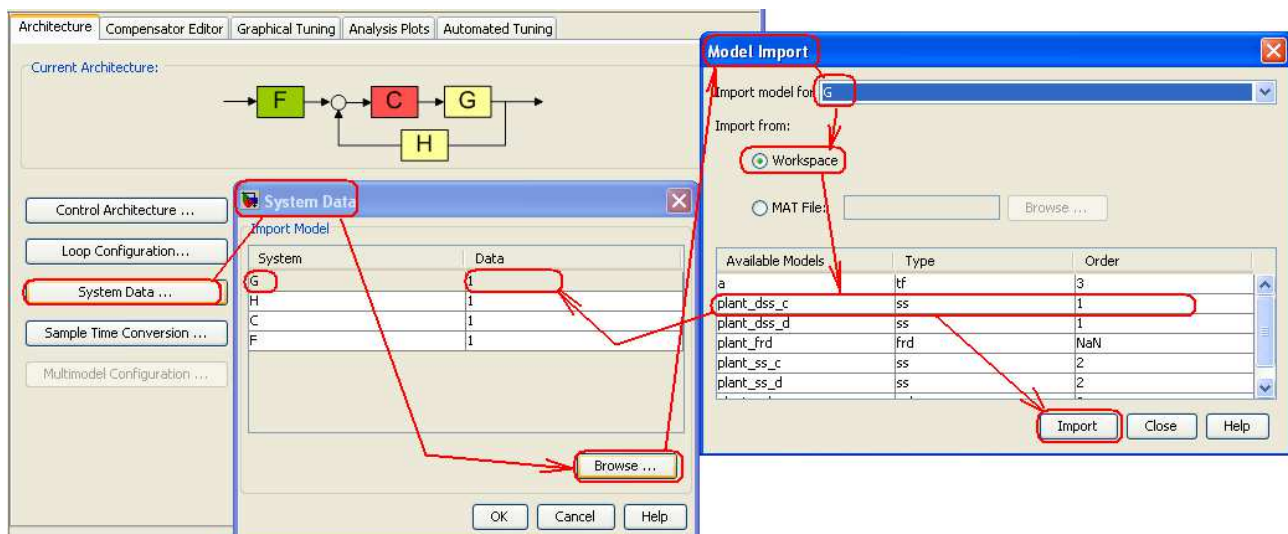 Architecture Compensator Editor Graphical Tuning Analysis Plots Automated Tuning
Current Architecture:
F C G
H
Control Architecture ...
Loop Configuration...
System Data ...
Sample Time Conversion ...
Multimodel Configuration ...
System Data
Import Model
System Data
G 1
H 1
C 1
F 1
Browse ...
OK Cancel Help
Model Import
Import model for G
Import from:
Workspace
MAT File: Browse ...
Available Models Type Order
a tf 3
plant_dss_c ss 1
plant_dss_d ss 1
plant_frd frd NaN
plant_ss_c ss 2
plant_ss_d ss 2
Import Close Help